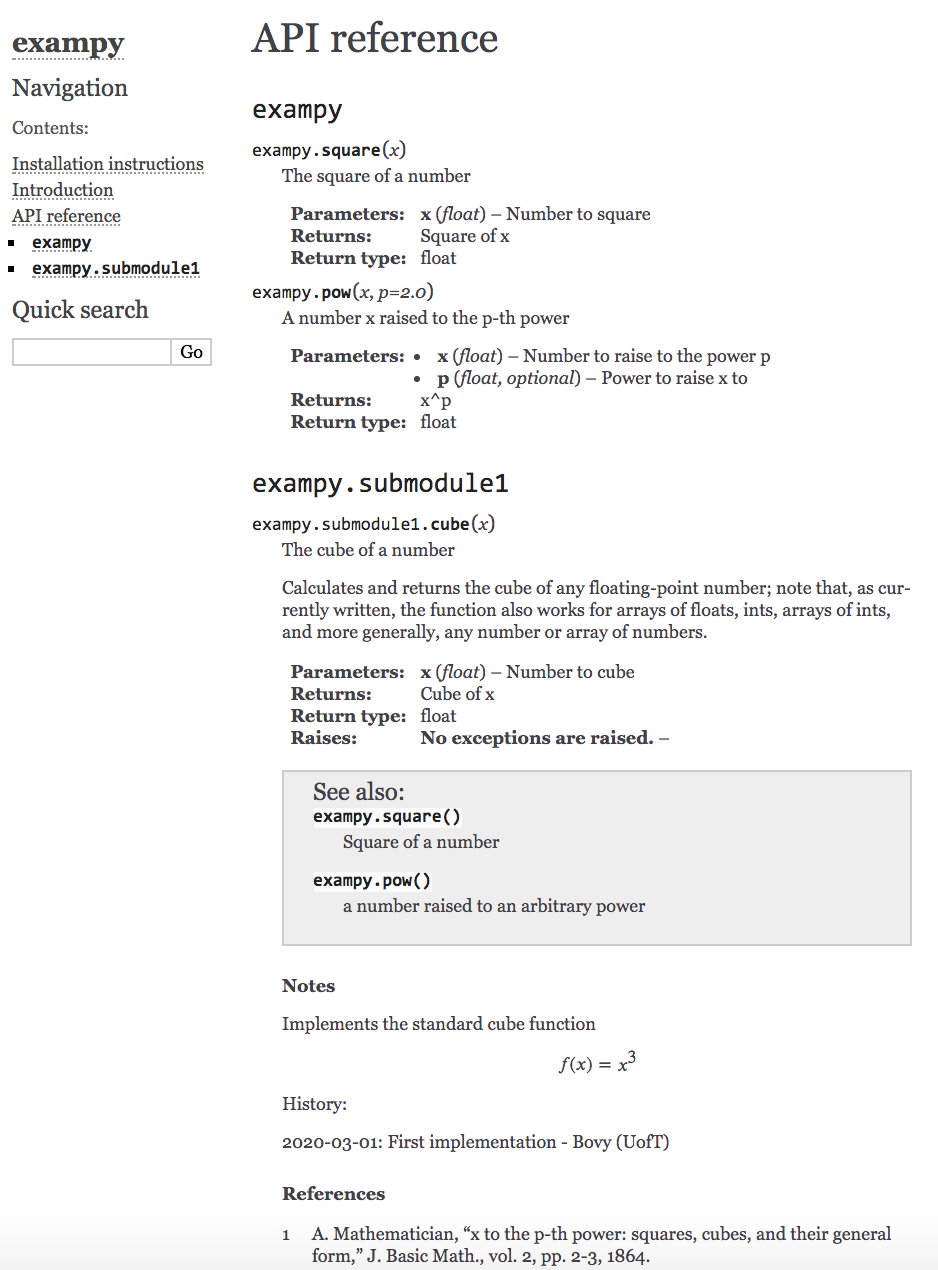 exampy
Navigation
Contents:
Installation instructions
Introduction
API reference
exampy
exampy.submodule1
Quick search
Go
API reference
exampy
exampy.square(x)
The square of a number
Parameters: x (float) – Number to square
Returns: Square of x
Return type: float
exampy.pow(x, p=2.0)
A number x raised to the p-th power
Parameters: • x (float) – Number to raise to the power p
• p (float, optional) – Power to raise x to
Returns: x^p
Return type: float
exampy.submodule1
exampy.submodule1.cube(x)
The cube of a number
Calculates and returns the cube of any floating-point number; note that, as cur-
rently written, the function also works for arrays of floats, ints, arrays of ints,
and more generally, any number or array of numbers.
Parameters: x (float) – Number to cube
Returns: Cube of x
Return type: float
Raises: No exceptions are raised. –
See also:
exampy.square()
Square of a number
exampy.pow()
a number raised to an arbitrary power
Notes
Implements the standard cube function
f(x) = x³
History:
2020-03-01: First implementation - Bovy (UofT)
References
1 A. Mathematician, “x to the p-th power: squares, cubes, and their general
form,” J. Basic Math., vol. 2, pp. 2-3, 1864.